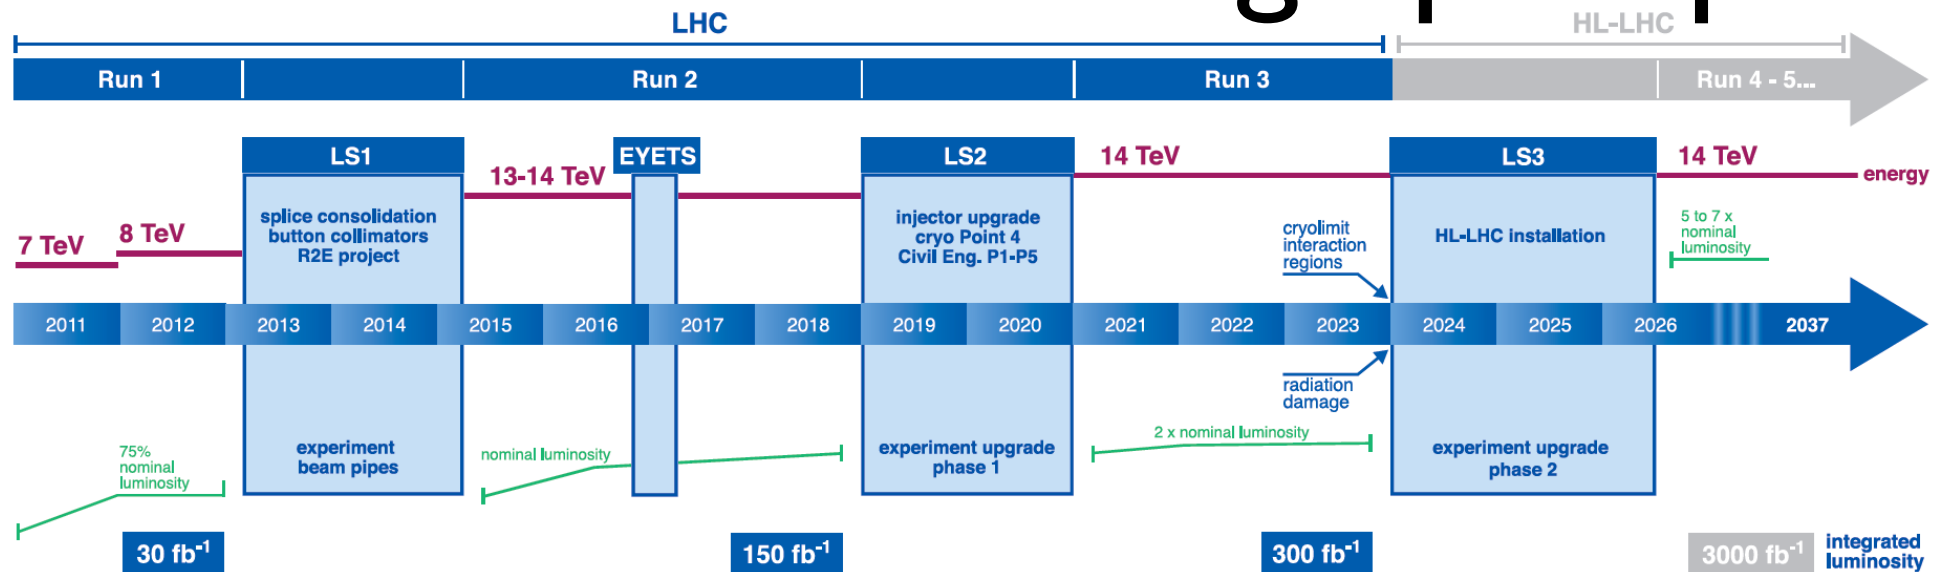 LHC
HL-LHC
Run 1
Run 2
Run 3
Run 4 - 5...
LS1
EYETS
LS2
LS3
14 TeV
14 TeV
energy
13-14 TeV
7 TeV
8 TeV
splice consolidation
button collimators
R2E project
injector upgrade
cryo Point 4
Civil Eng. P1-P5
cryolimit
interaction
regions
HL-LHC installation
5 to 7 x
nominal
luminosity
2011
2012
2013
2014
2015
2016
2017
2018
2019
2020
2021
2022
2023
2024
2025
2026
2037
radiation
damage
75%
nominal
luminosity
experiment
beam pipes
nominal luminosity
experiment upgrade
phase 1
2 x nominal luminosity
experiment upgrade
phase 2
30 fb⁻¹
150 fb⁻¹
300 fb⁻¹
3000 fb⁻¹
integrated
luminosity